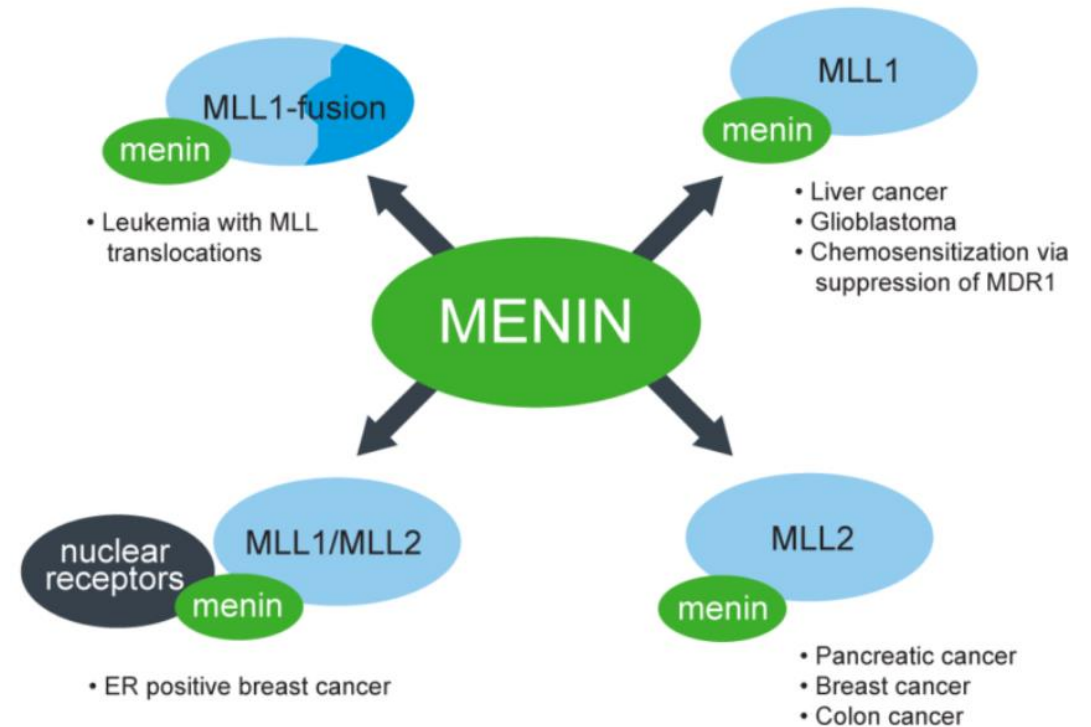 MLL1-fusion
menin
• Leukemia with MLL
translocations
MLL1
menin
• Liver cancer
• Glioblastoma
• Chemosensitization via
suppression of MDR1
MENIN
nuclear
receptors
MLL1/MLL2
menin
• ER positive breast cancer
MLL2
menin
• Pancreatic cancer
• Breast cancer
• Colon cancer